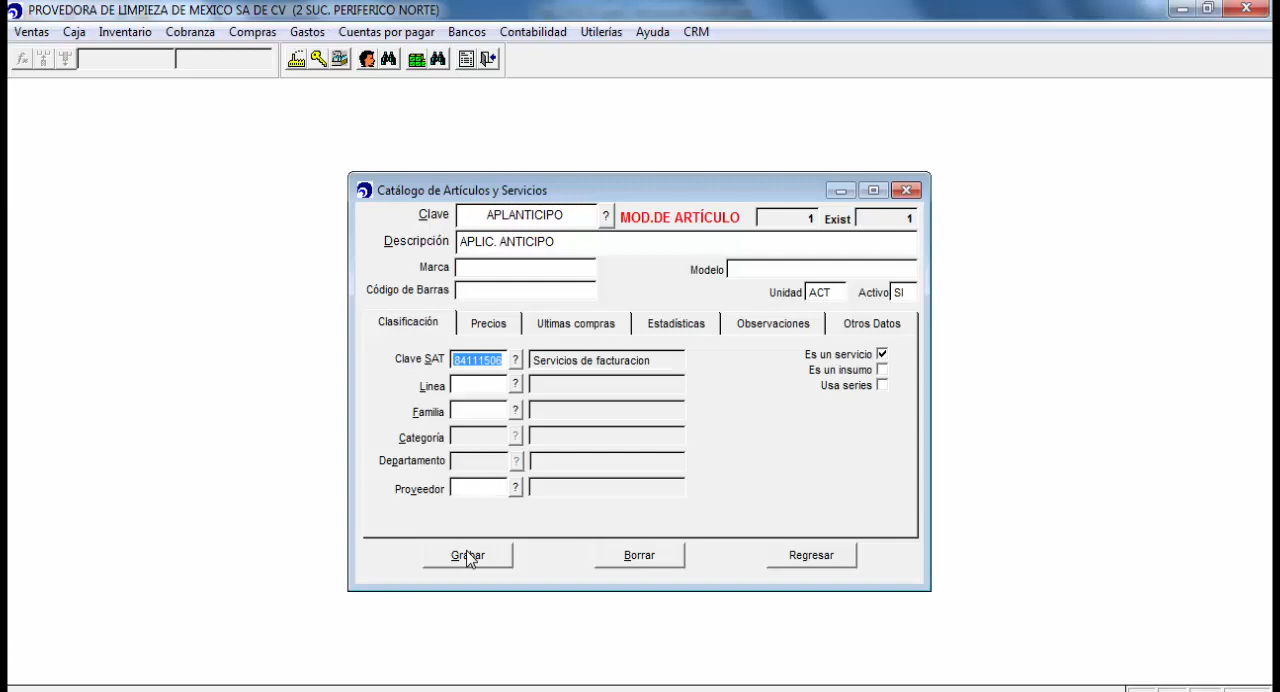 PROVEDORA DE LIMPIEZA DE MEXICO SA DE CV (2 SUC. PERIFERICO NORTE)
Ventas Caja Inventario Cobranza Compras Gastos Cuentas por pagar Bancos Contabilidad Utilerías Ayuda CRM
Catálogo de Artículos y Servicios
Clave APLANTICIPO ? MOD.DE ARTÍCULO 1 Exist 1
Descripción APLIC. ANTICIPO
Marca Modelo
Código de Barras Unidad ACT Activo SI
Clasificación Precios Ultimas compras Estadísticas Observaciones Otros Datos
Clave SAT 84111506 ? Servicios de facturacion Es un servicio
Es un insumo
Linea ? Usa series
Familia ?
Categoría ?
Departamento ?
Proveedor ?
Grabar Borrar Regresar